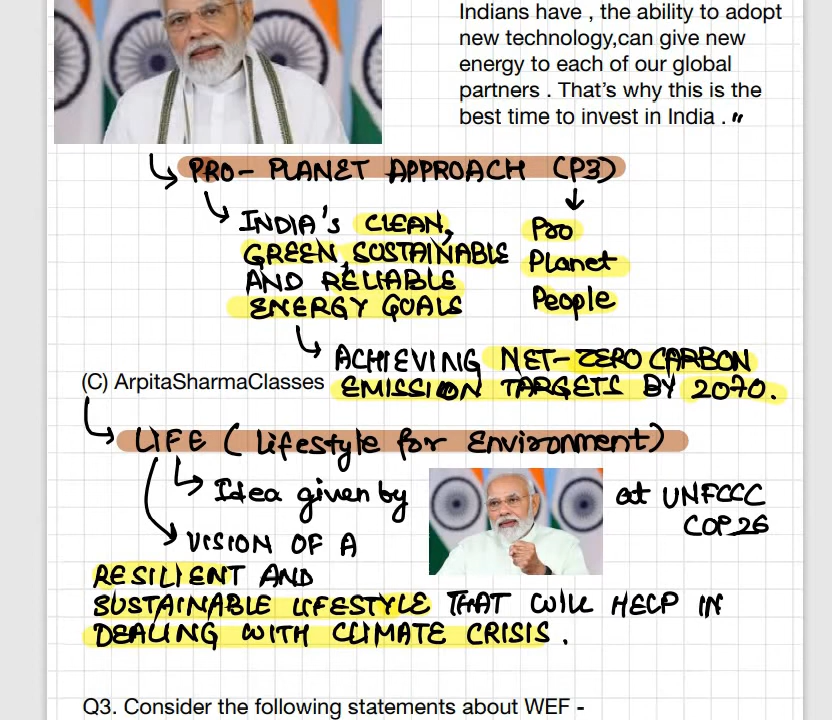 Indians have , the ability to adopt
new technology,can give new
energy to each of our global
partners . That's why this is the
best time to invest in India . "
PRO- PLANET APPROACH (P3)
INDIA's CLEAN,
GREEN, SUSTAINABLE
AND RELIABLE
ENERGY GOALS
Pro
Planet
People
ACHIEVING NET-ZERO CARBON
EMISSION TARGETS BY 2070.
(C) ArpitaSharmaClasses
LIFE ( Lifestyle for Environment)
Idea given by
at UNFCCC
COP26
VISION OF A
RESILIENT AND
SUSTAINABLE LIFESTYLE THAT WILL HELP IN
DEALING WITH CLIMATE CRISIS .
Q3. Consider the following statements about WEF -